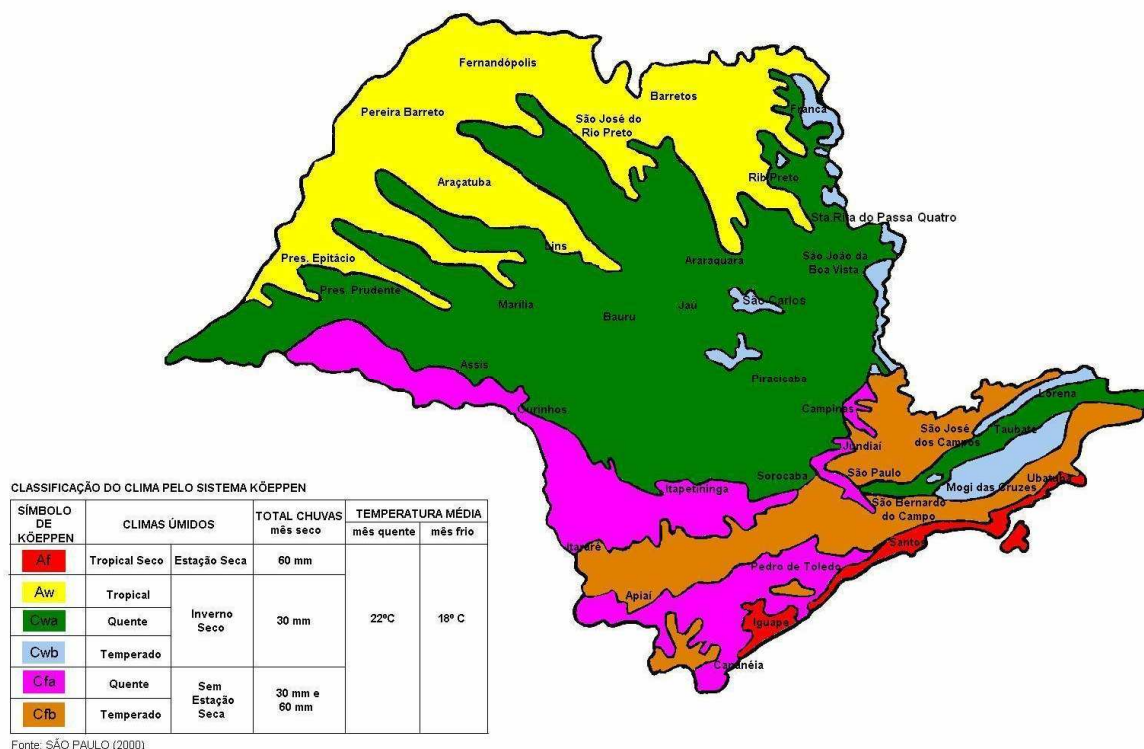 Fernandópolis
Barretos
Franca
Pereira Barreto
São José do
Rio Preto
Araçatuba
Rib Preto
Sta.Rita do Passa Quatro
Lins
Pres. Epitácio
Araraquara
São João da
Boa Vista
Pres. Prudente
Marília
Jaú
São Carlos
Bauru
Assis
Piracicaba
Ourinhos
Campinas
Lorena
São José
dos Campos
Taubaté
Jundiaí
Sorocaba
São Paulo
Mogi das Cruzes
Ubatuba
Itapetininga
São Bernardo
do Campo
Itararé
Santos
Pedro de Toledo
Apiaí
Iguape
Cananéia
CLASSIFICAÇÃO DO CLIMA PELO SISTEMA KÖEPPEN
SÍMBOLO
DE
KÖEPPEN
CLIMAS ÚMIDOS
TOTAL CHUVAS
mês seco
TEMPERATURA MÉDIA
mês quente
mês frio
Af
Tropical Seco
Estação Seca
60 mm
Aw
Tropical
Inverno
Seco
30 mm
22ºC
18º C
Cwa
Quente
Cwb
Temperado
Cfa
Quente
Sem
Estação
Seca
30 mm e
60 mm
Cfb
Temperado
Fonte: SÃO PAULO (2000)